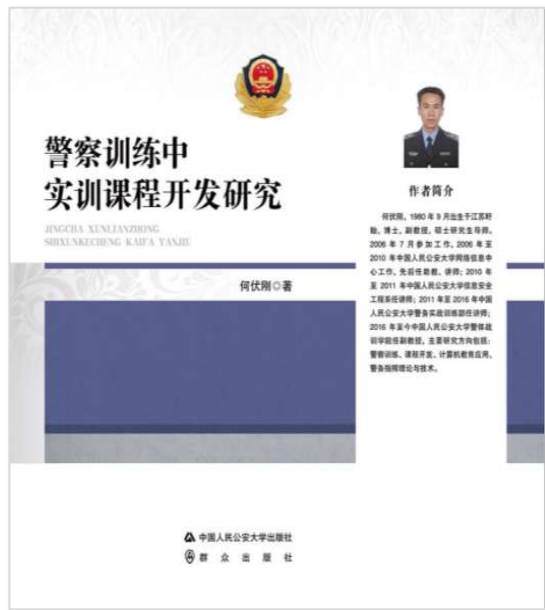 警察训练中
实训课程开发研究
JINGCHA XUNLIANZHONG
SHIXUNKECHENG KAIFA YANJIU
何伏刚◎著
中国人民公安大学出版社
群众出版社
作者简介
何伏刚，1980 年 9 月出生于江苏盱
眙，博士，副教授，硕士研究生导师。
2006 年 7 月参加工作，2006 年至
2010 年中国人民公安大学网络信息中
心工作，先后任助教、讲师；2010 年
至 2011 年中国人民公安大学信息安全
工程系任讲师；2011 年至 2016 年中国
人民公安大学警务实战训练部任讲师；
2016 年至今中国人民公安大学警体战
训学院任副教授。主要研究方向包括：
警察训练、课程开发、计算机教育应用、
警务指挥理论与技术。